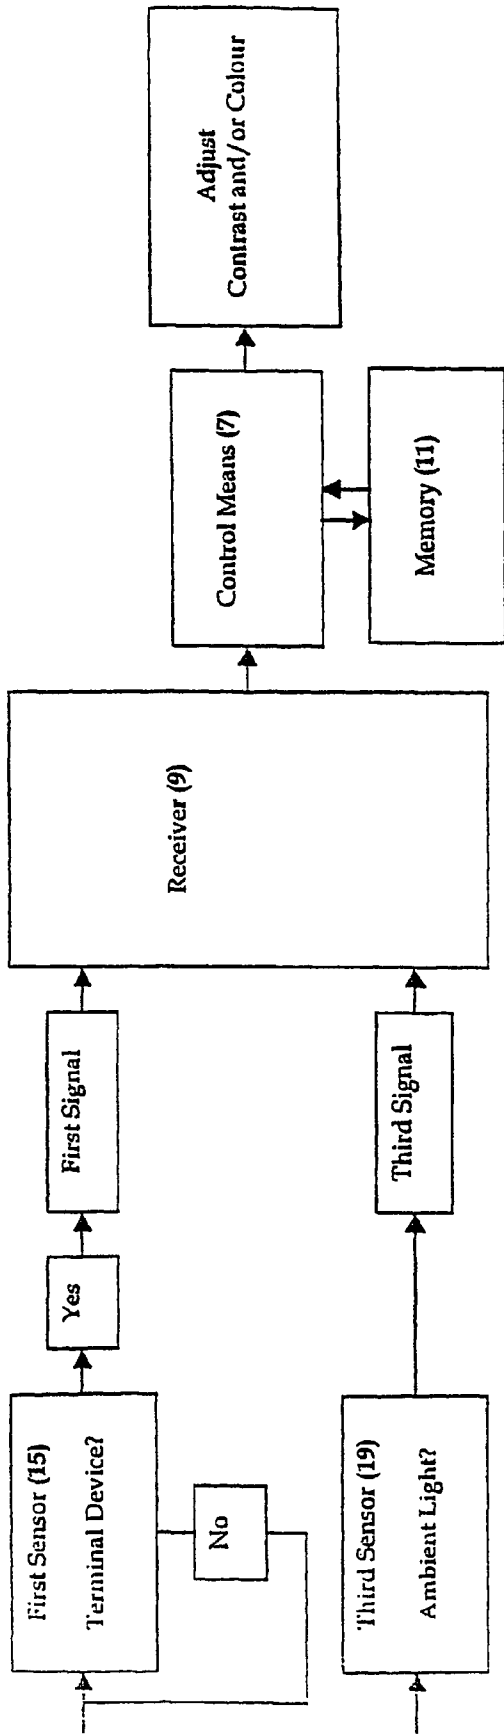 First Sensor (15)
Terminal Device?
No
Yes
First Signal
Third Sensor (19)
Ambient Light?
Third Signal
Receiver (9)
Control Means (7)
Memory (11)
Adjust
Contrast and/or Colour